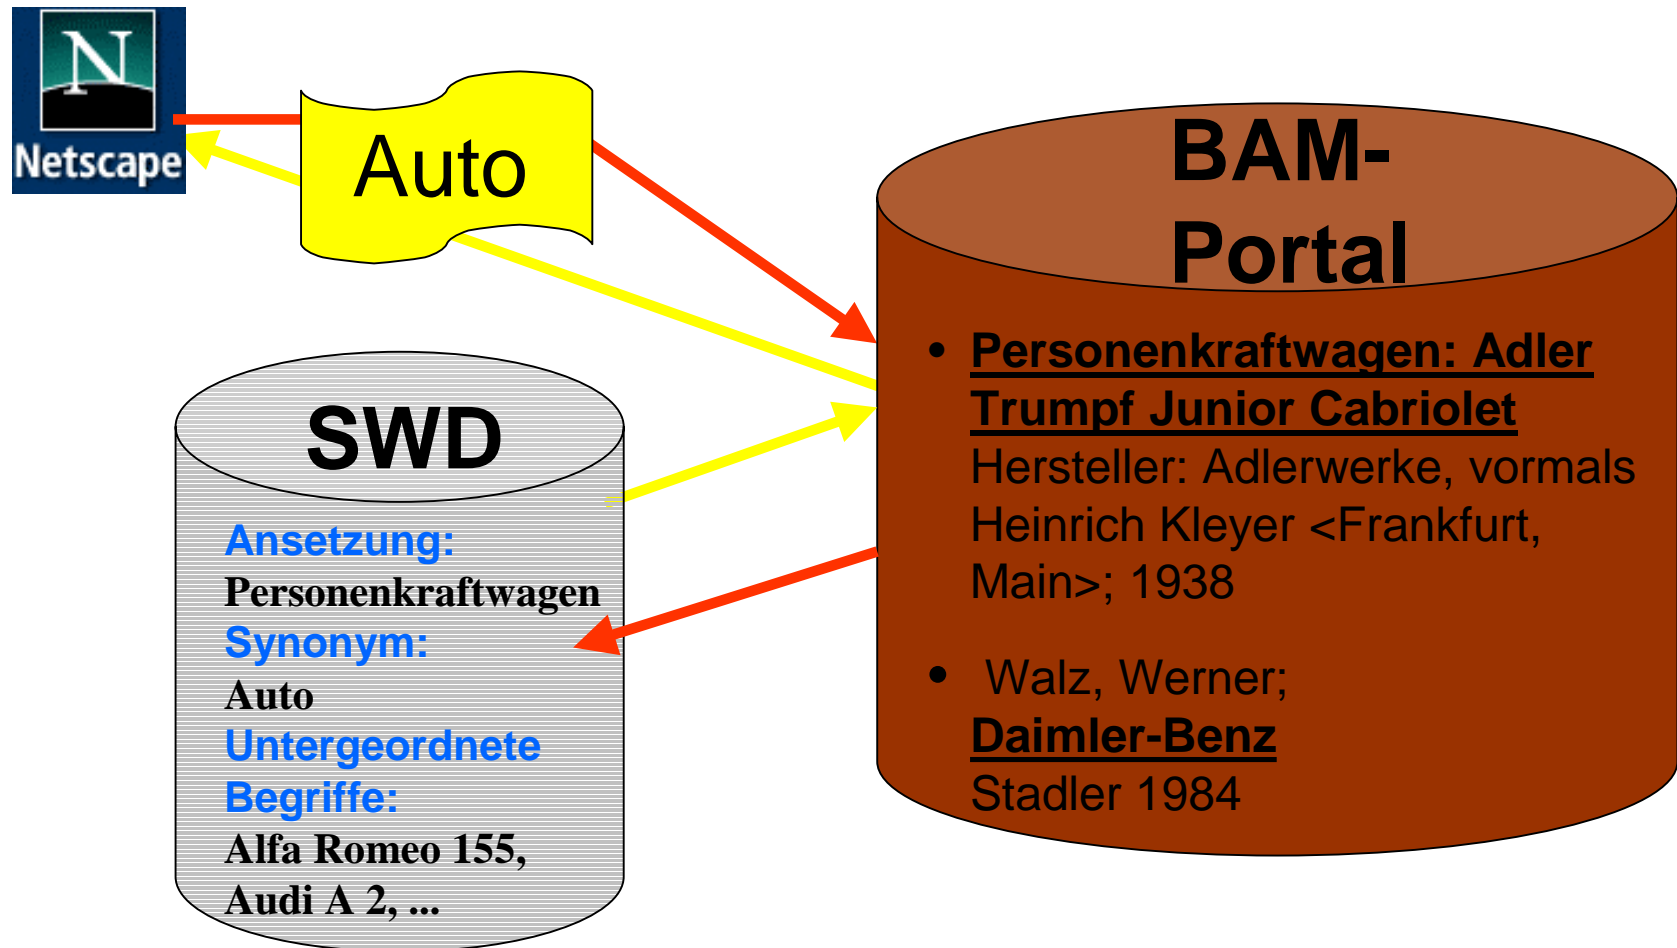 N
Netscape
Auto
BAM-
Portal
• Personenkraftwagen: Adler
Trumpf Junior Cabriolet
Hersteller: Adlerwerke, vormals
Heinrich Kleyer <Frankfurt,
Main>; 1938
• Walz, Werner;
Daimler-Benz
Stadler 1984
SWD
Ansetzung:
Personenkraftwagen
Synonym:
Auto
Untergeordnete
Begriffe:
Alfa Romeo 155,
Audi A 2, ...